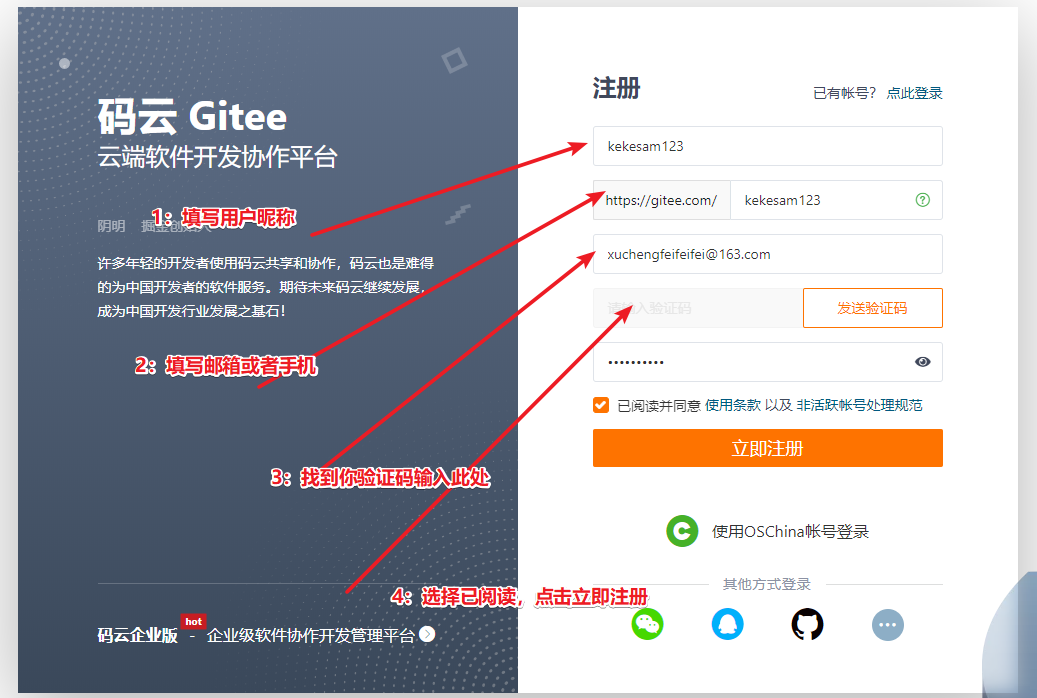 码云 Gitee
云端软件开发协作平台
1：填写用户昵称
阴明 掘金创始人
许多年轻的开发者使用码云共享和协作，码云也是难得
的为中国开发者的软件服务。期待未来码云继续发展，
成为中国开发行业发展之基石！
2：填写邮箱或者手机
3：找到你验证码输入此处
4：选择已阅读，点击立即注册
hot
码云企业版 - 企业级软件协作开发管理平台
注册
已有帐号？ 点此登录
kekesam123
https://gitee.com/ kekesam123
xuchengfeifeifei@163.com
请输入验证码 发送验证码
••••••••••
已阅读并同意 使用条款 以及 非活跃帐号处理规范
立即注册
使用OSChina帐号登录
其他方式登录